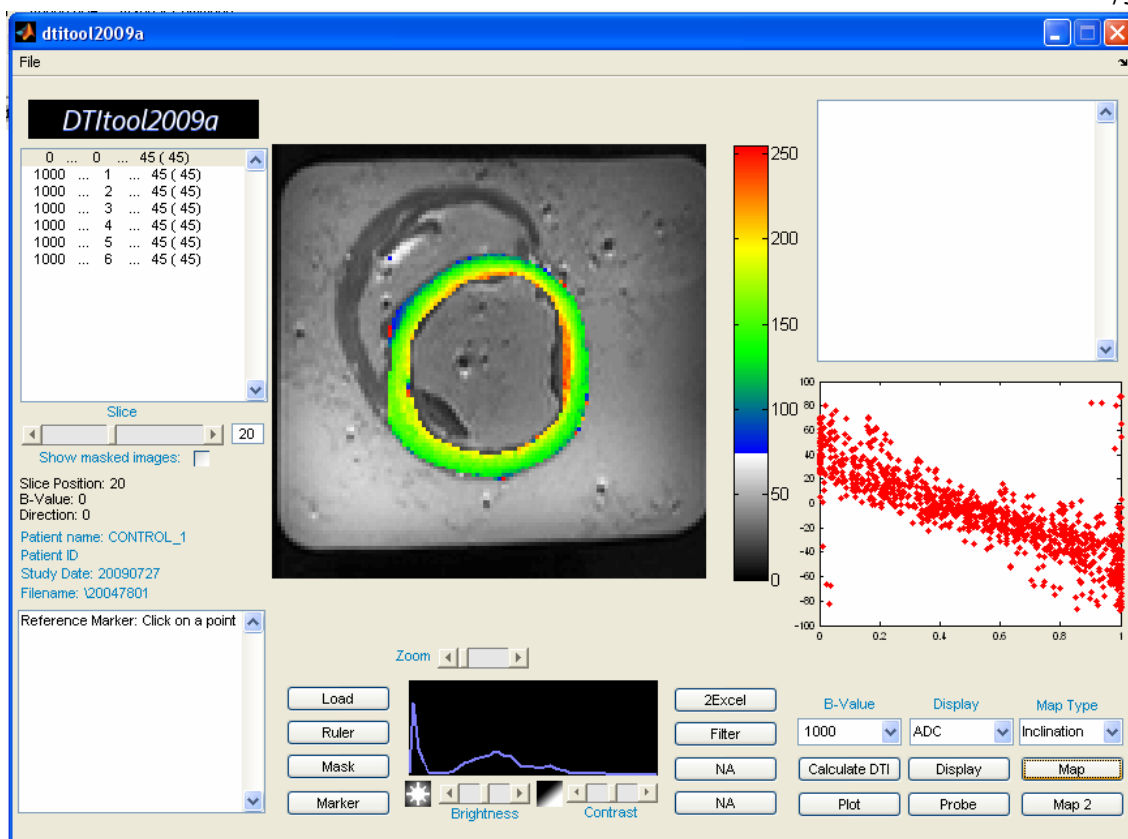 dtitool2009a
File
DTItool2009a
0 ... 0 ... 45 ( 45)
1000 ... 1 ... 45 ( 45)
1000 ... 2 ... 45 ( 45)
1000 ... 3 ... 45 ( 45)
1000 ... 4 ... 45 ( 45)
1000 ... 5 ... 45 ( 45)
1000 ... 6 ... 45 ( 45)
Slice
20
Show masked images:
Slice Position: 20
B-Value: 0
Direction: 0
Patient name: CONTROL_1
Patient ID
Study Date: 20090727
Filename: \20047801
Reference Marker: Click on a point
250
200
150
100
50
0
100
80
60
40
20
0
-20
-40
-60
-80
-100
0 0.2 0.4 0.6 0.8 1
Zoom
Load
Ruler
Mask
Marker
Brightness
Contrast
2Excel
Filter
NA
NA
B-Value Display Map Type
1000 ADC Inclination
Calculate DTI Display Map
Plot Probe Map 2